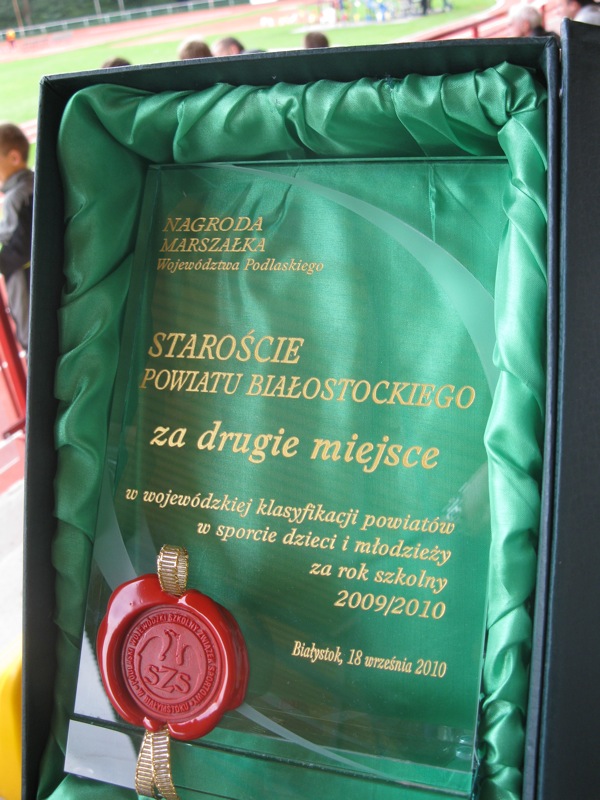 NAGRODA
MARSZAŁKA
Województwa Podlaskiego
STAROŚCIE
POWIATU BIAŁOSTOCKIEGO
za drugie miejsce
w wojewódzkiej klasyfikacji powiatów
w sporcie dzieci i młodzieży
za rok szkolny
2009/2010
Białystok, 18 września 2010
SZS